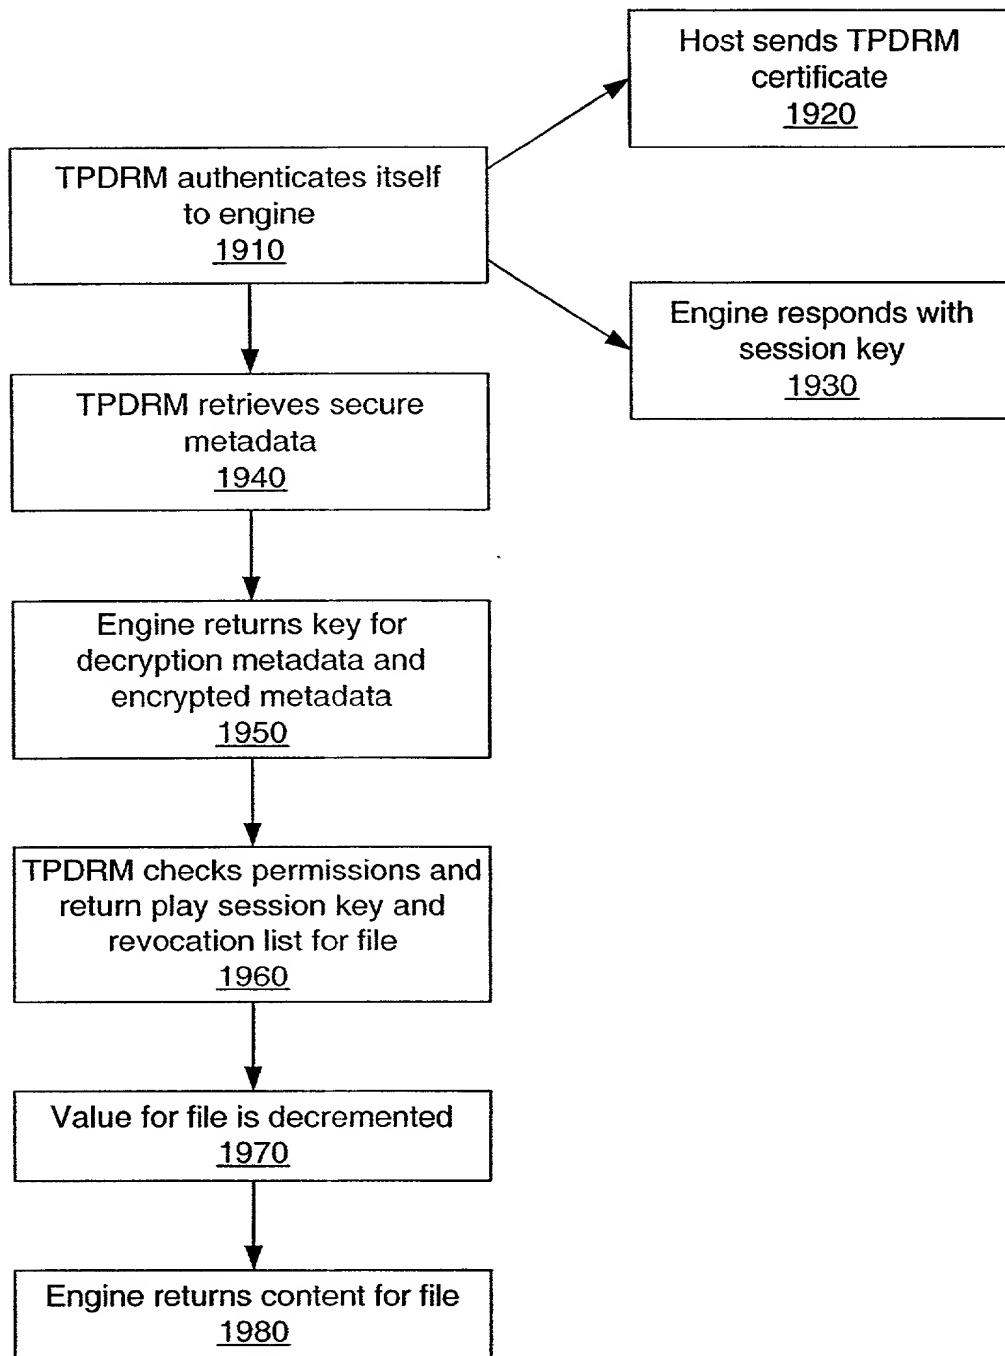 TPDRM authenticates itself
to engine
1910
Host sends TPDRM
certificate
1920
Engine responds with
session key
1930
TPDRM retrieves secure
metadata
1940
Engine returns key for
decryption metadata and
encrypted metadata
1950
TPDRM checks permissions and
return play session key and
revocation list for file
1960
Value for file is decremented
1970
Engine returns content for file
1980